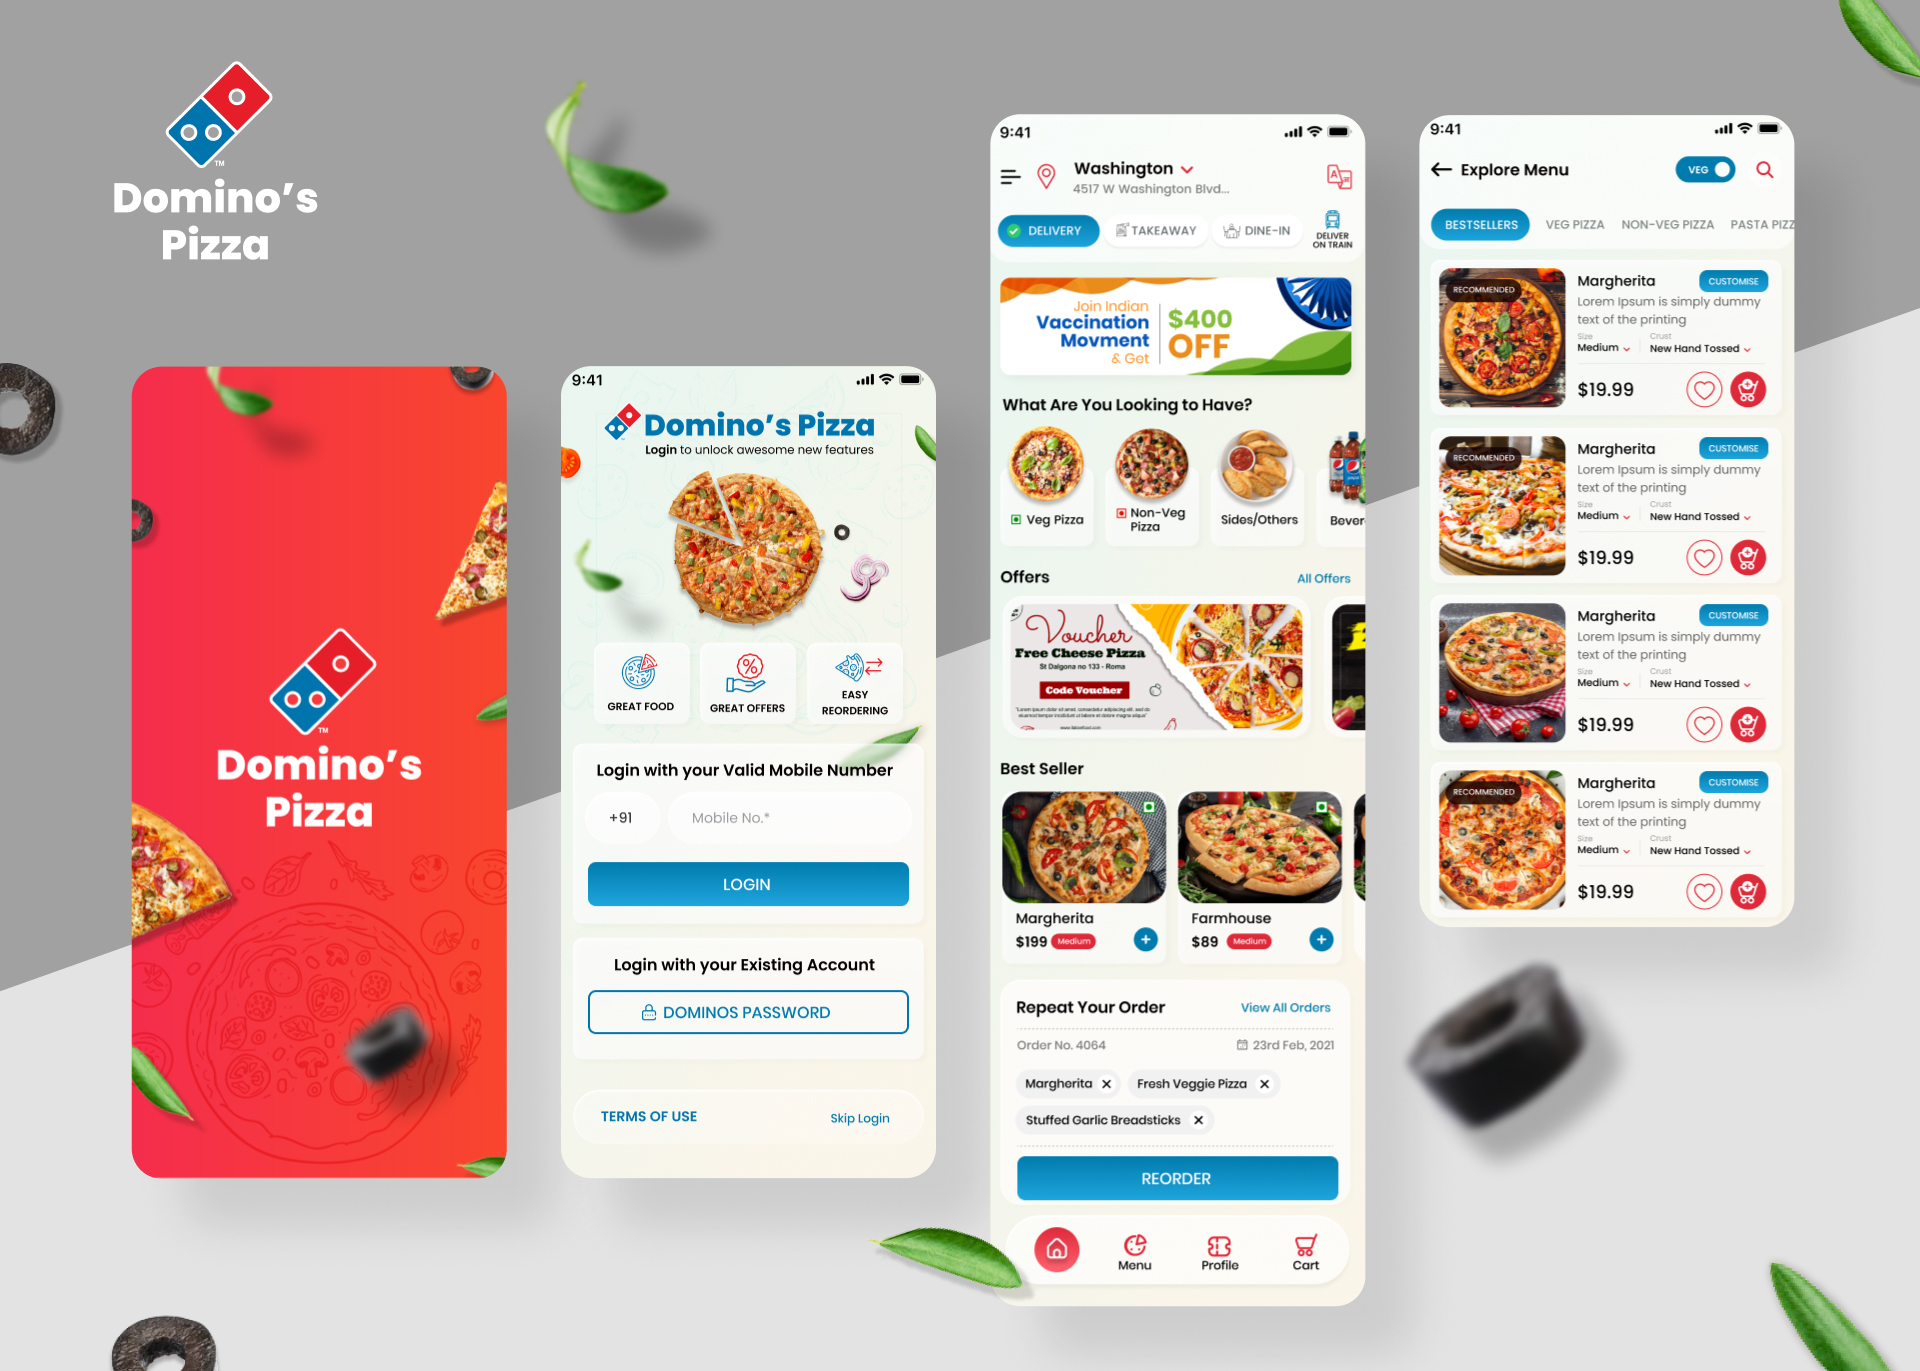 Domino's
Pizza
TM
Domino's
Pizza
TM
9:41
Domino's Pizza
Login to unlock awesome new features
GREAT FOOD
GREAT OFFERS
EASY
REORDERING
Login with your Valid Mobile Number
+91
Mobile No.*
LOGIN
Login with your Existing Account
DOMINOS PASSWORD
TERMS OF USE
Skip Login
9:41
Washington
4517 W Washington Blvd...
DELIVERY
TAKEAWAY
DINE-IN
DELIVER
ON TRAIN
Join Indian
Vaccination
Movment
& Get
$400
OFF
What Are You Looking to Have?
Veg Pizza
Non-Veg
Pizza
Sides/Others
Bever
Offers
All Offers
Voucher
Free Cheese Pizza
St Dalgona no 133 - Roma
Code Voucher
Best Seller
Margherita
$199 Medium
Farmhouse
$89 Medium
Repeat Your Order
View All Orders
Order No. 4064
23rd Feb, 2021
Margherita
Fresh Veggie Pizza
Stuffed Garlic Breadsticks
REORDER
Menu
Profile
Cart
9:41
Explore Menu
VEG
BESTSELLERS
VEG PIZZA
NON-VEG PIZZA
PASTA PIZZ
RECOMMENDED
Margherita
CUSTOMISE
Lorem Ipsum is simply dummy
text of the printing
Size
Crust
Medium
New Hand Tossed
$19.99
RECOMMENDED
Margherita
CUSTOMISE
Lorem Ipsum is simply dummy
text of the printing
Size
Crust
Medium
New Hand Tossed
$19.99
Margherita
CUSTOMISE
Lorem Ipsum is simply dummy
text of the printing
Size
Crust
Medium
New Hand Tossed
$19.99
RECOMMENDED
Margherita
CUSTOMISE
Lorem Ipsum is simply dummy
text of the printing
Size
Crust
Medium
New Hand Tossed
$19.99